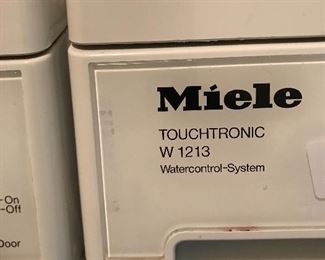 Miele
TOUCHTRONIC
W 1213
Watercontrol-System
-On
-Off
Door